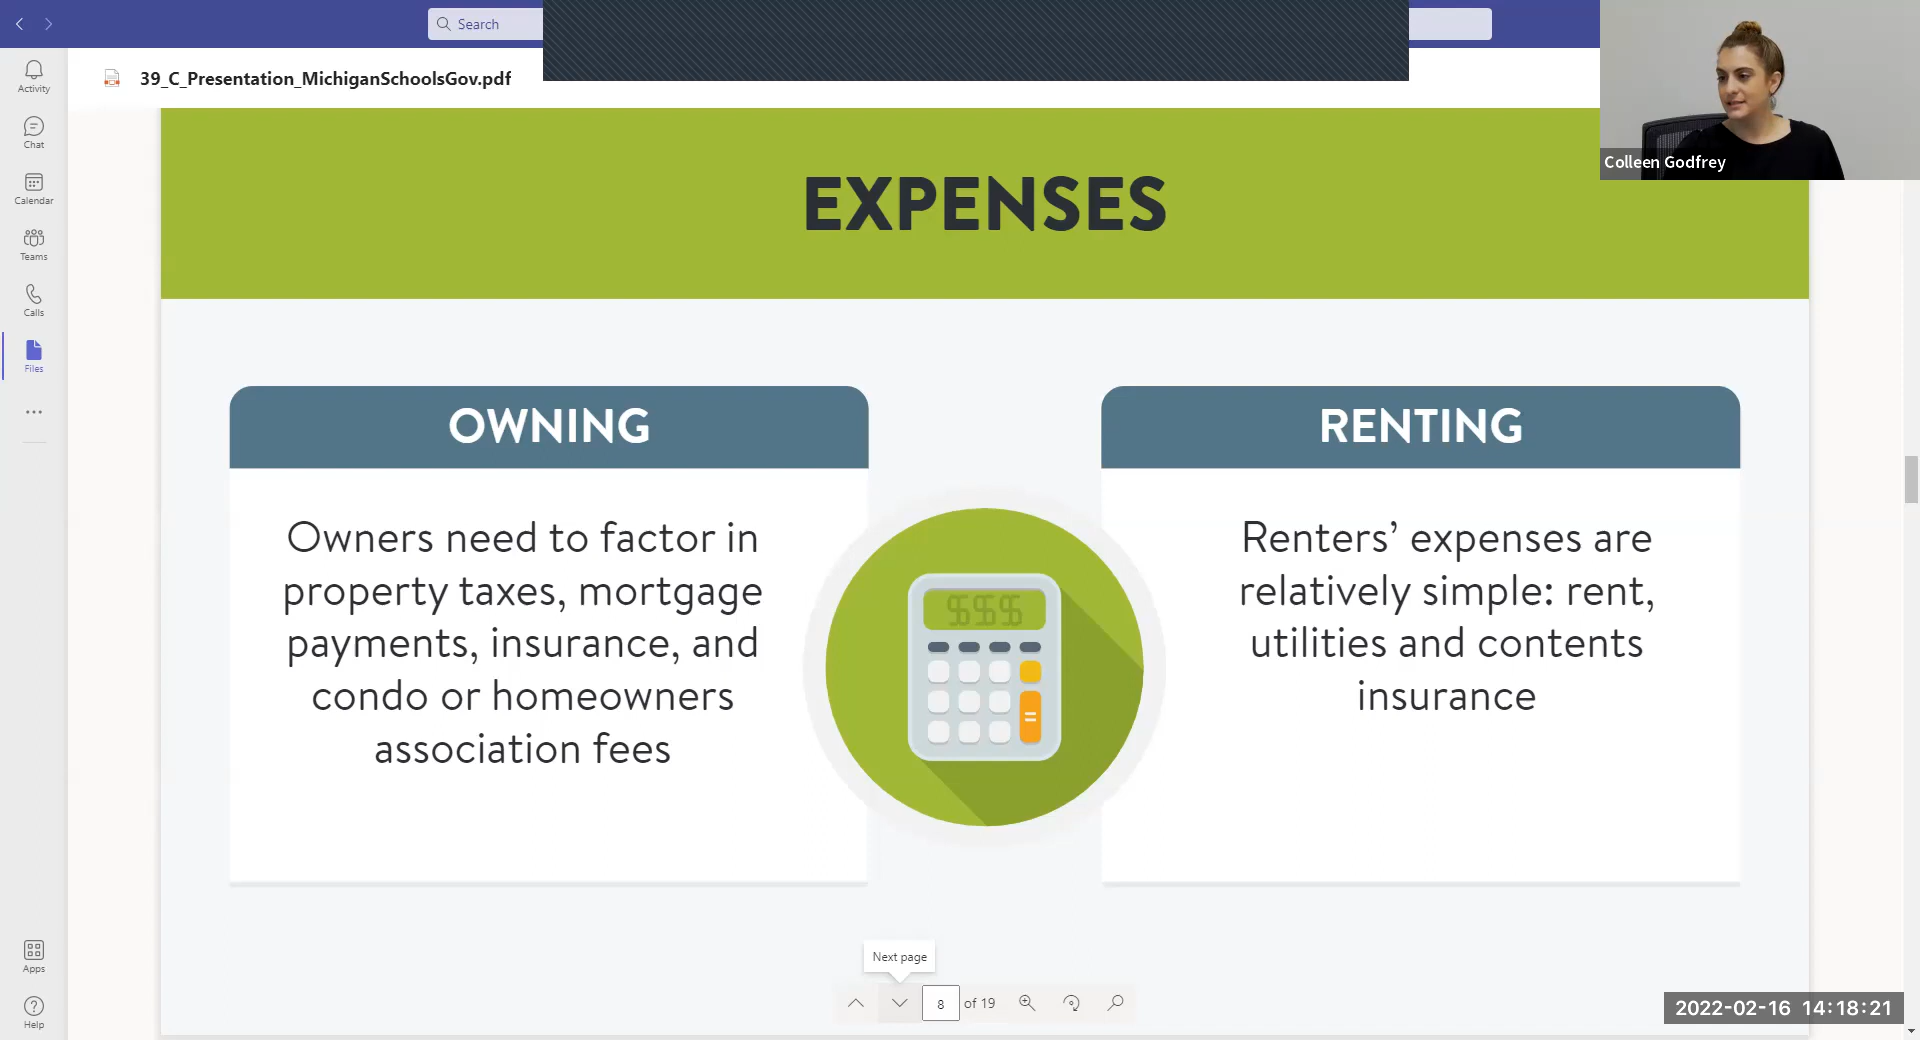 Search
Activity
Chat
Calendar
Teams
Calls
Files
Apps
Help
39_C_Presentation_MichiganSchoolsGov.pdf
Colleen Godfrey
EXPENSES
OWNING
Owners need to factor in
property taxes, mortgage
payments, insurance, and
condo or homeowners
association fees
$$$
=
RENTING
Renters’ expenses are
relatively simple: rent,
utilities and contents
insurance
Next page
8 of 19
2022-02-16 14:18:21